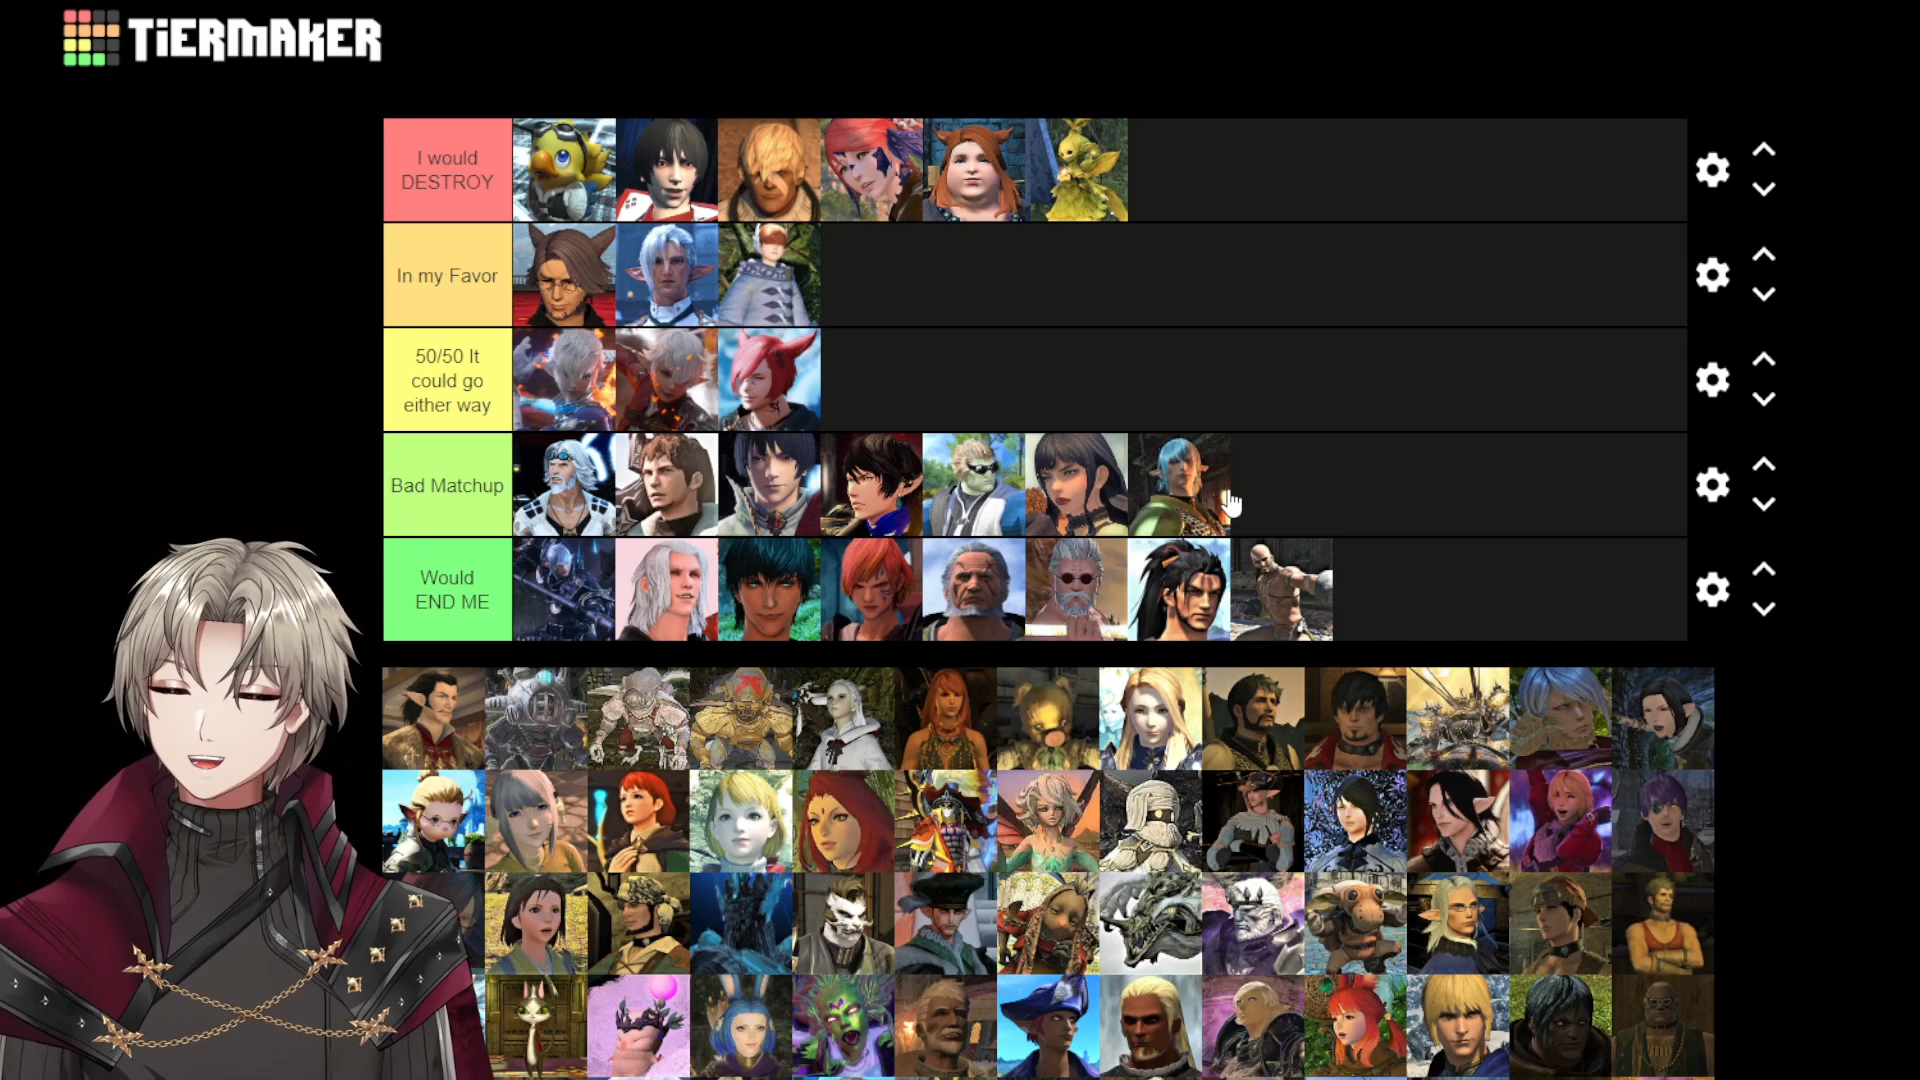 TiERMAKER
I would
DESTROY
In my Favor
50/50 It
could go
either way
Bad Matchup
Would
END ME